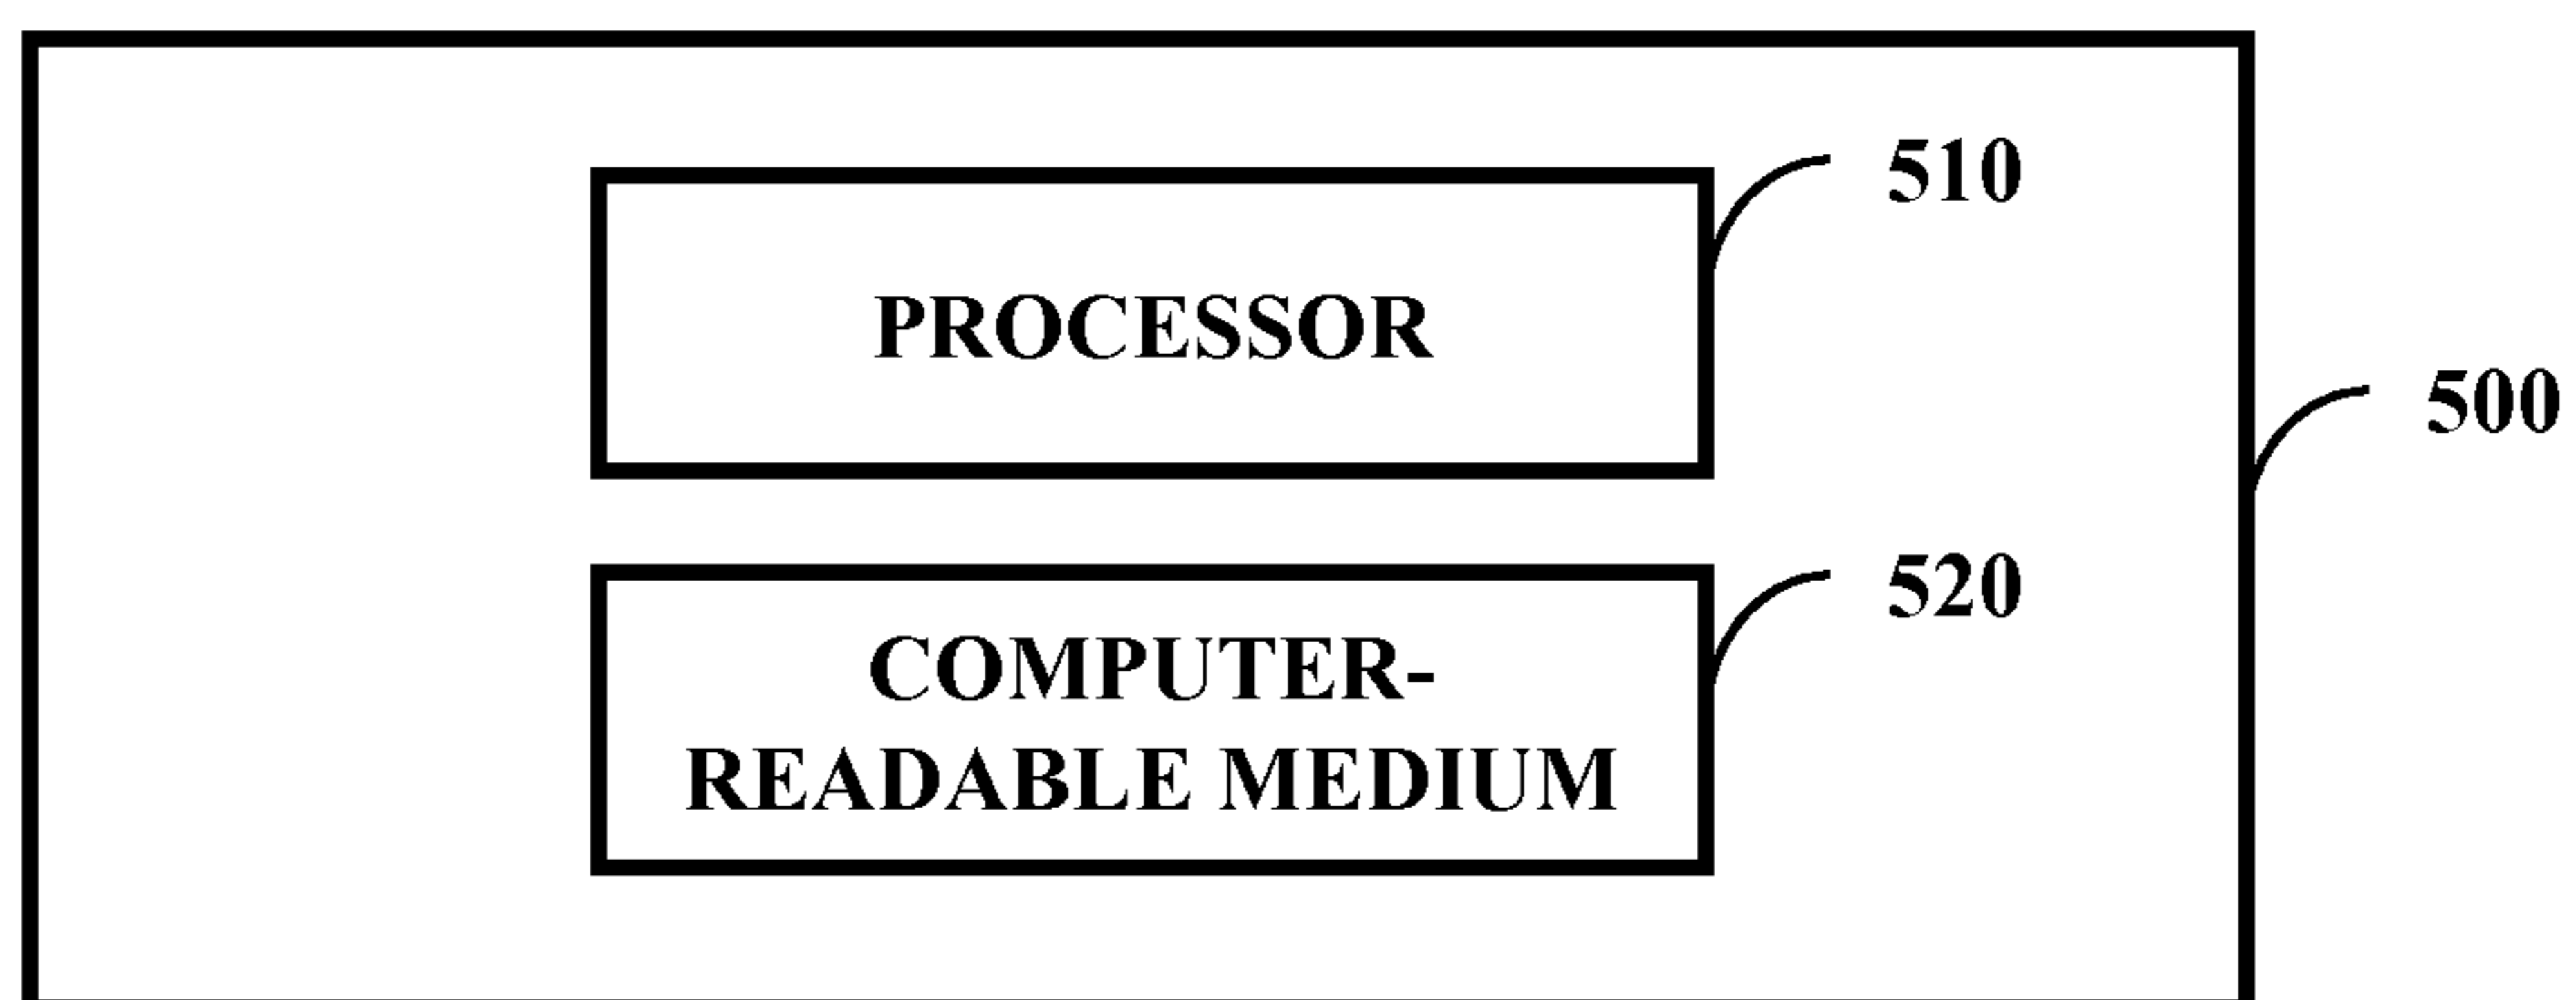 510
PROCESSOR
500
520
COMPUTER-
READABLE MEDIUM